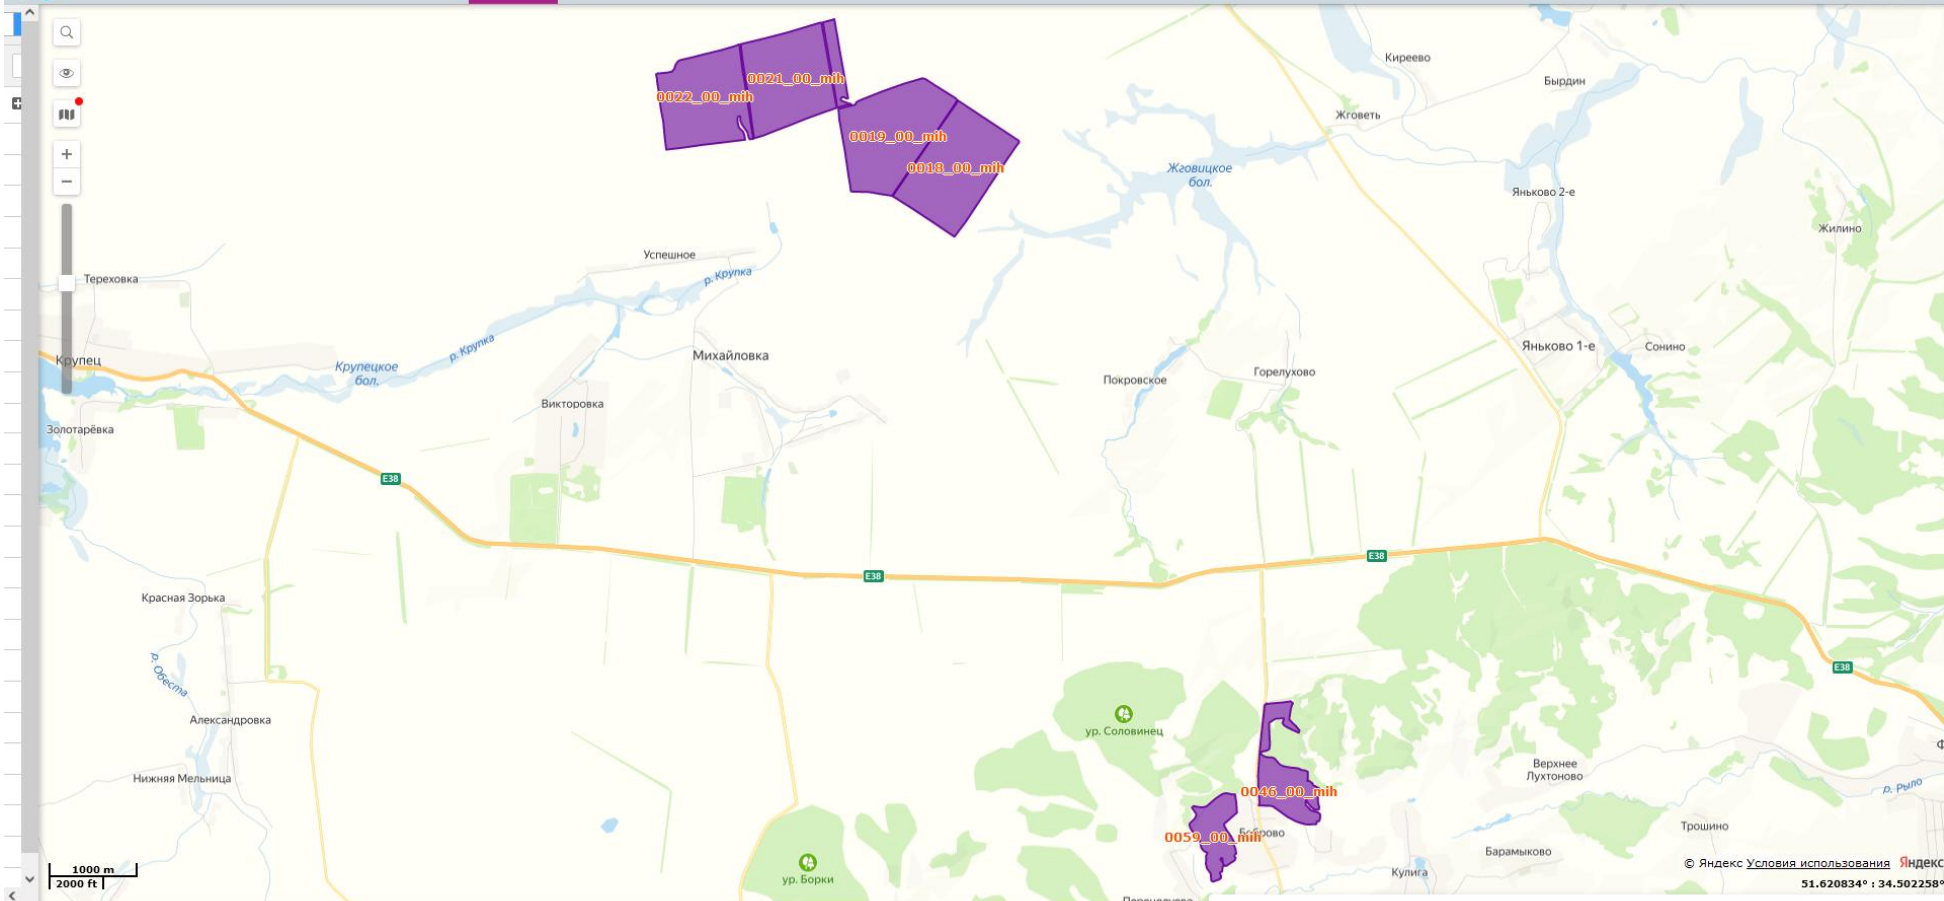 Киреево
0021_00_mih
Бырдин
0022_00_mih
Жговеть
0019_00_mih
0018_00_mih
Жговицкое
бол.
Яньково 2-е
Жилино
Успешное
р. Крупка
Тереховка
р. Крупка
Яньково 1-е
Сонино
Михайловка
Крупец
Крупецкое
бол.
Покровское
Горелухово
Викторовка
Золотарёвка
E38
E38
E38
Красная Зорька
р. Обеста
E38
Александровка
ур. Соловинец
Верхнее
Лухтоново
Нижняя Мельница
р. Рыло
0046_00_mih
Трошино
0059_00_mih
Боброво
Барамыково
ур. Борки
Кулига
1000 m
2000 ft
© Яндекс Условия использования Яндекс
51.620834° : 34.502258°